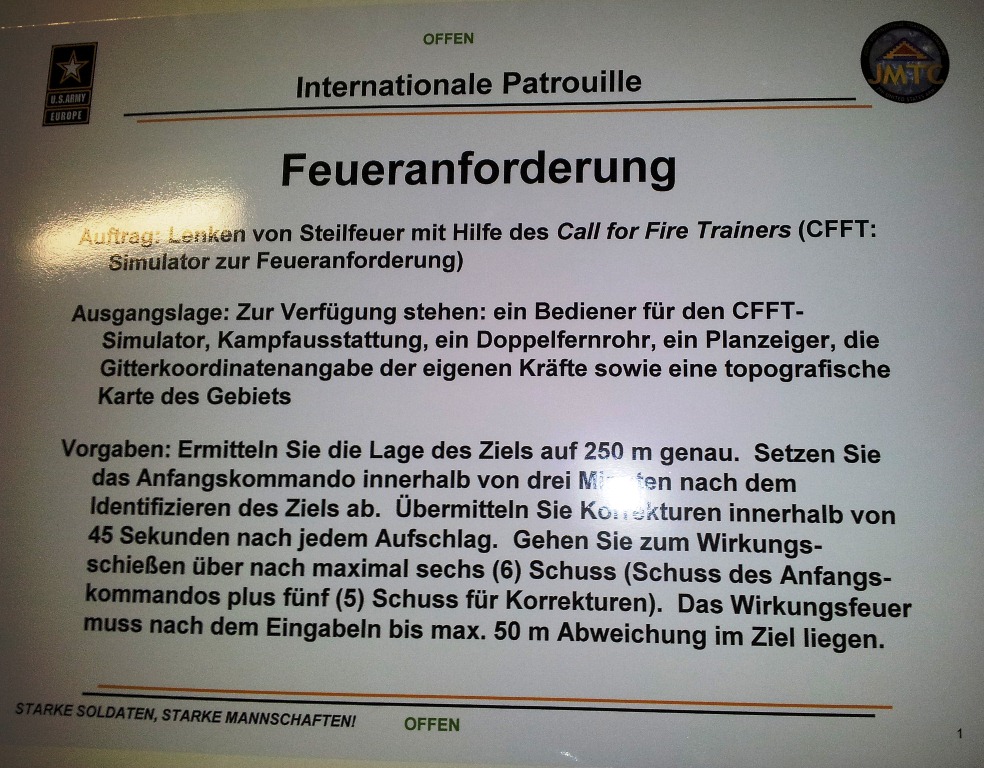 OFFEN
Internationale Patrouille
U.S.ARMY
EUROPE
JMTC
Feueranforderung
Auftrag: Lenken von Steilfeuer mit Hilfe des Call for Fire Trainers (CFFT:
Simulator zur Feueranforderung)
Ausgangslage: Zur Verfügung stehen: ein Bediener für den CFFT-
Simulator, Kampfausstattung, ein Doppelfernrohr, ein Planzeiger, die
Gitterkoordinatenangabe der eigenen Kräfte sowie eine topografische
Karte des Gebiets
Vorgaben: Ermitteln Sie die Lage des Ziels auf 250 m genau. Setzen Sie
das Anfangskommando innerhalb von drei Minuten nach dem
Identifizieren des Ziels ab. Übermitteln Sie Korrekturen innerhalb von
45 Sekunden nach jedem Aufschlag. Gehen Sie zum Wirkungs-
schießen über nach maximal sechs (6) Schuss (Schuss des Anfangs-
kommandos plus fünf (5) Schuss für Korrekturen). Das Wirkungsfeuer
muss nach dem Eingabeln bis max. 50 m Abweichung im Ziel liegen.
STARKE SOLDATEN, STARKE MANNSCHAFTEN!
OFFEN
1